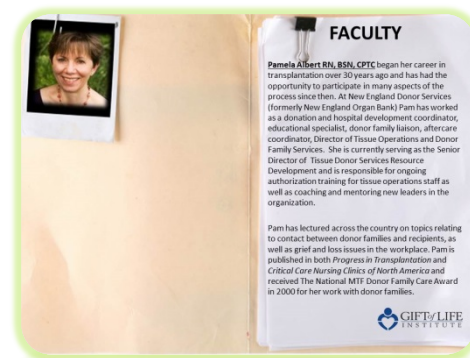 FACULTY
Pamela Albert RN, BSN, CPTC began her career in
transplantation over 30 years ago and has had the
opportunity to participate in many aspects of the
process since then. At New England Donor Services
(formerly New England Organ Bank) Pam has worked
as a donation and hospital development coordinator,
educational specialist, donor family liaison, aftercare
coordinator, Director of Tissue Operations and Donor
Family Services. She is currently serving as the Senior
Director of Tissue Donor Services Resource
Development and is responsible for ongoing
authorization training for tissue operations staff as
well as coaching and mentoring new leaders in the
organization.
Pam has lectured across the country on topics relating
to contact between donor families and recipients, as
well as grief and loss issues in the workplace. Pam is
published in both Progress in Transplantation and
Critical Care Nursing Clinics of North America and
received The National MTF Donor Family Care Award
in 2000 for her work with donor families.
GIFT of LIFE
INSTITUTE